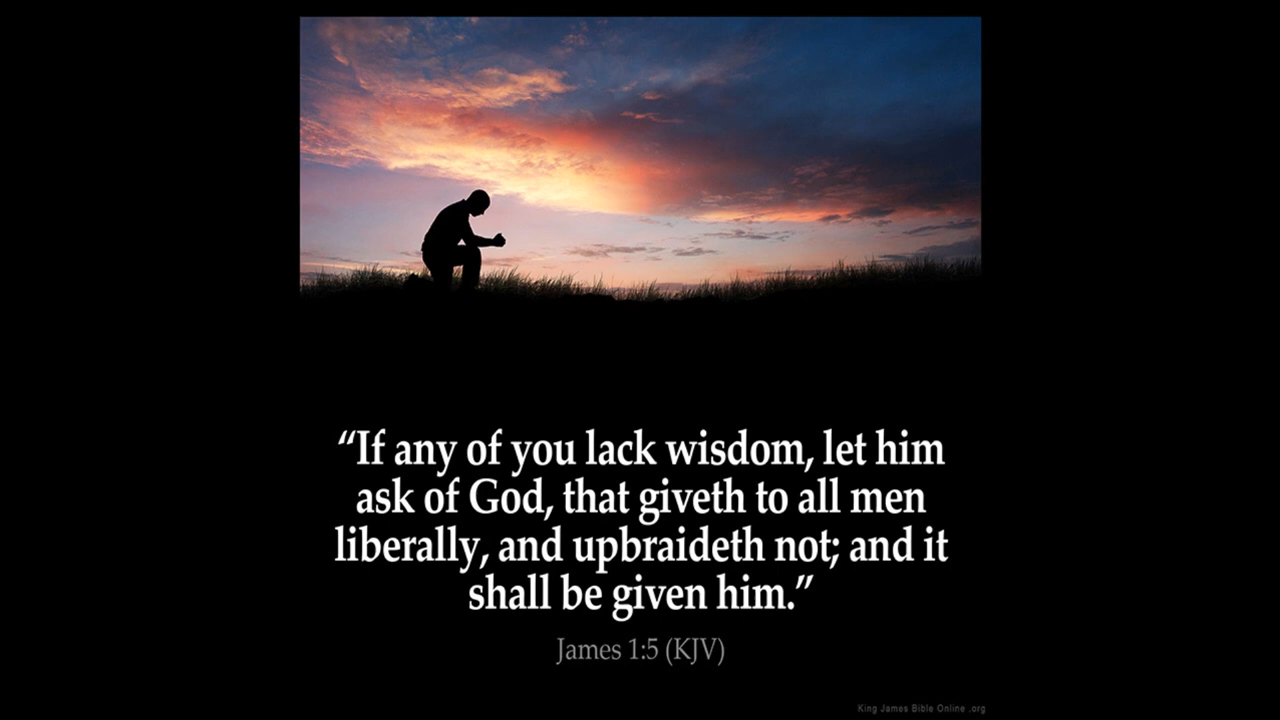 “If any of you lack wisdom, let him
ask of God, that giveth to all men
liberally, and upbraideth not; and it
shall be given him.”
James 1:5 (KJV)
King James Bible Online .org